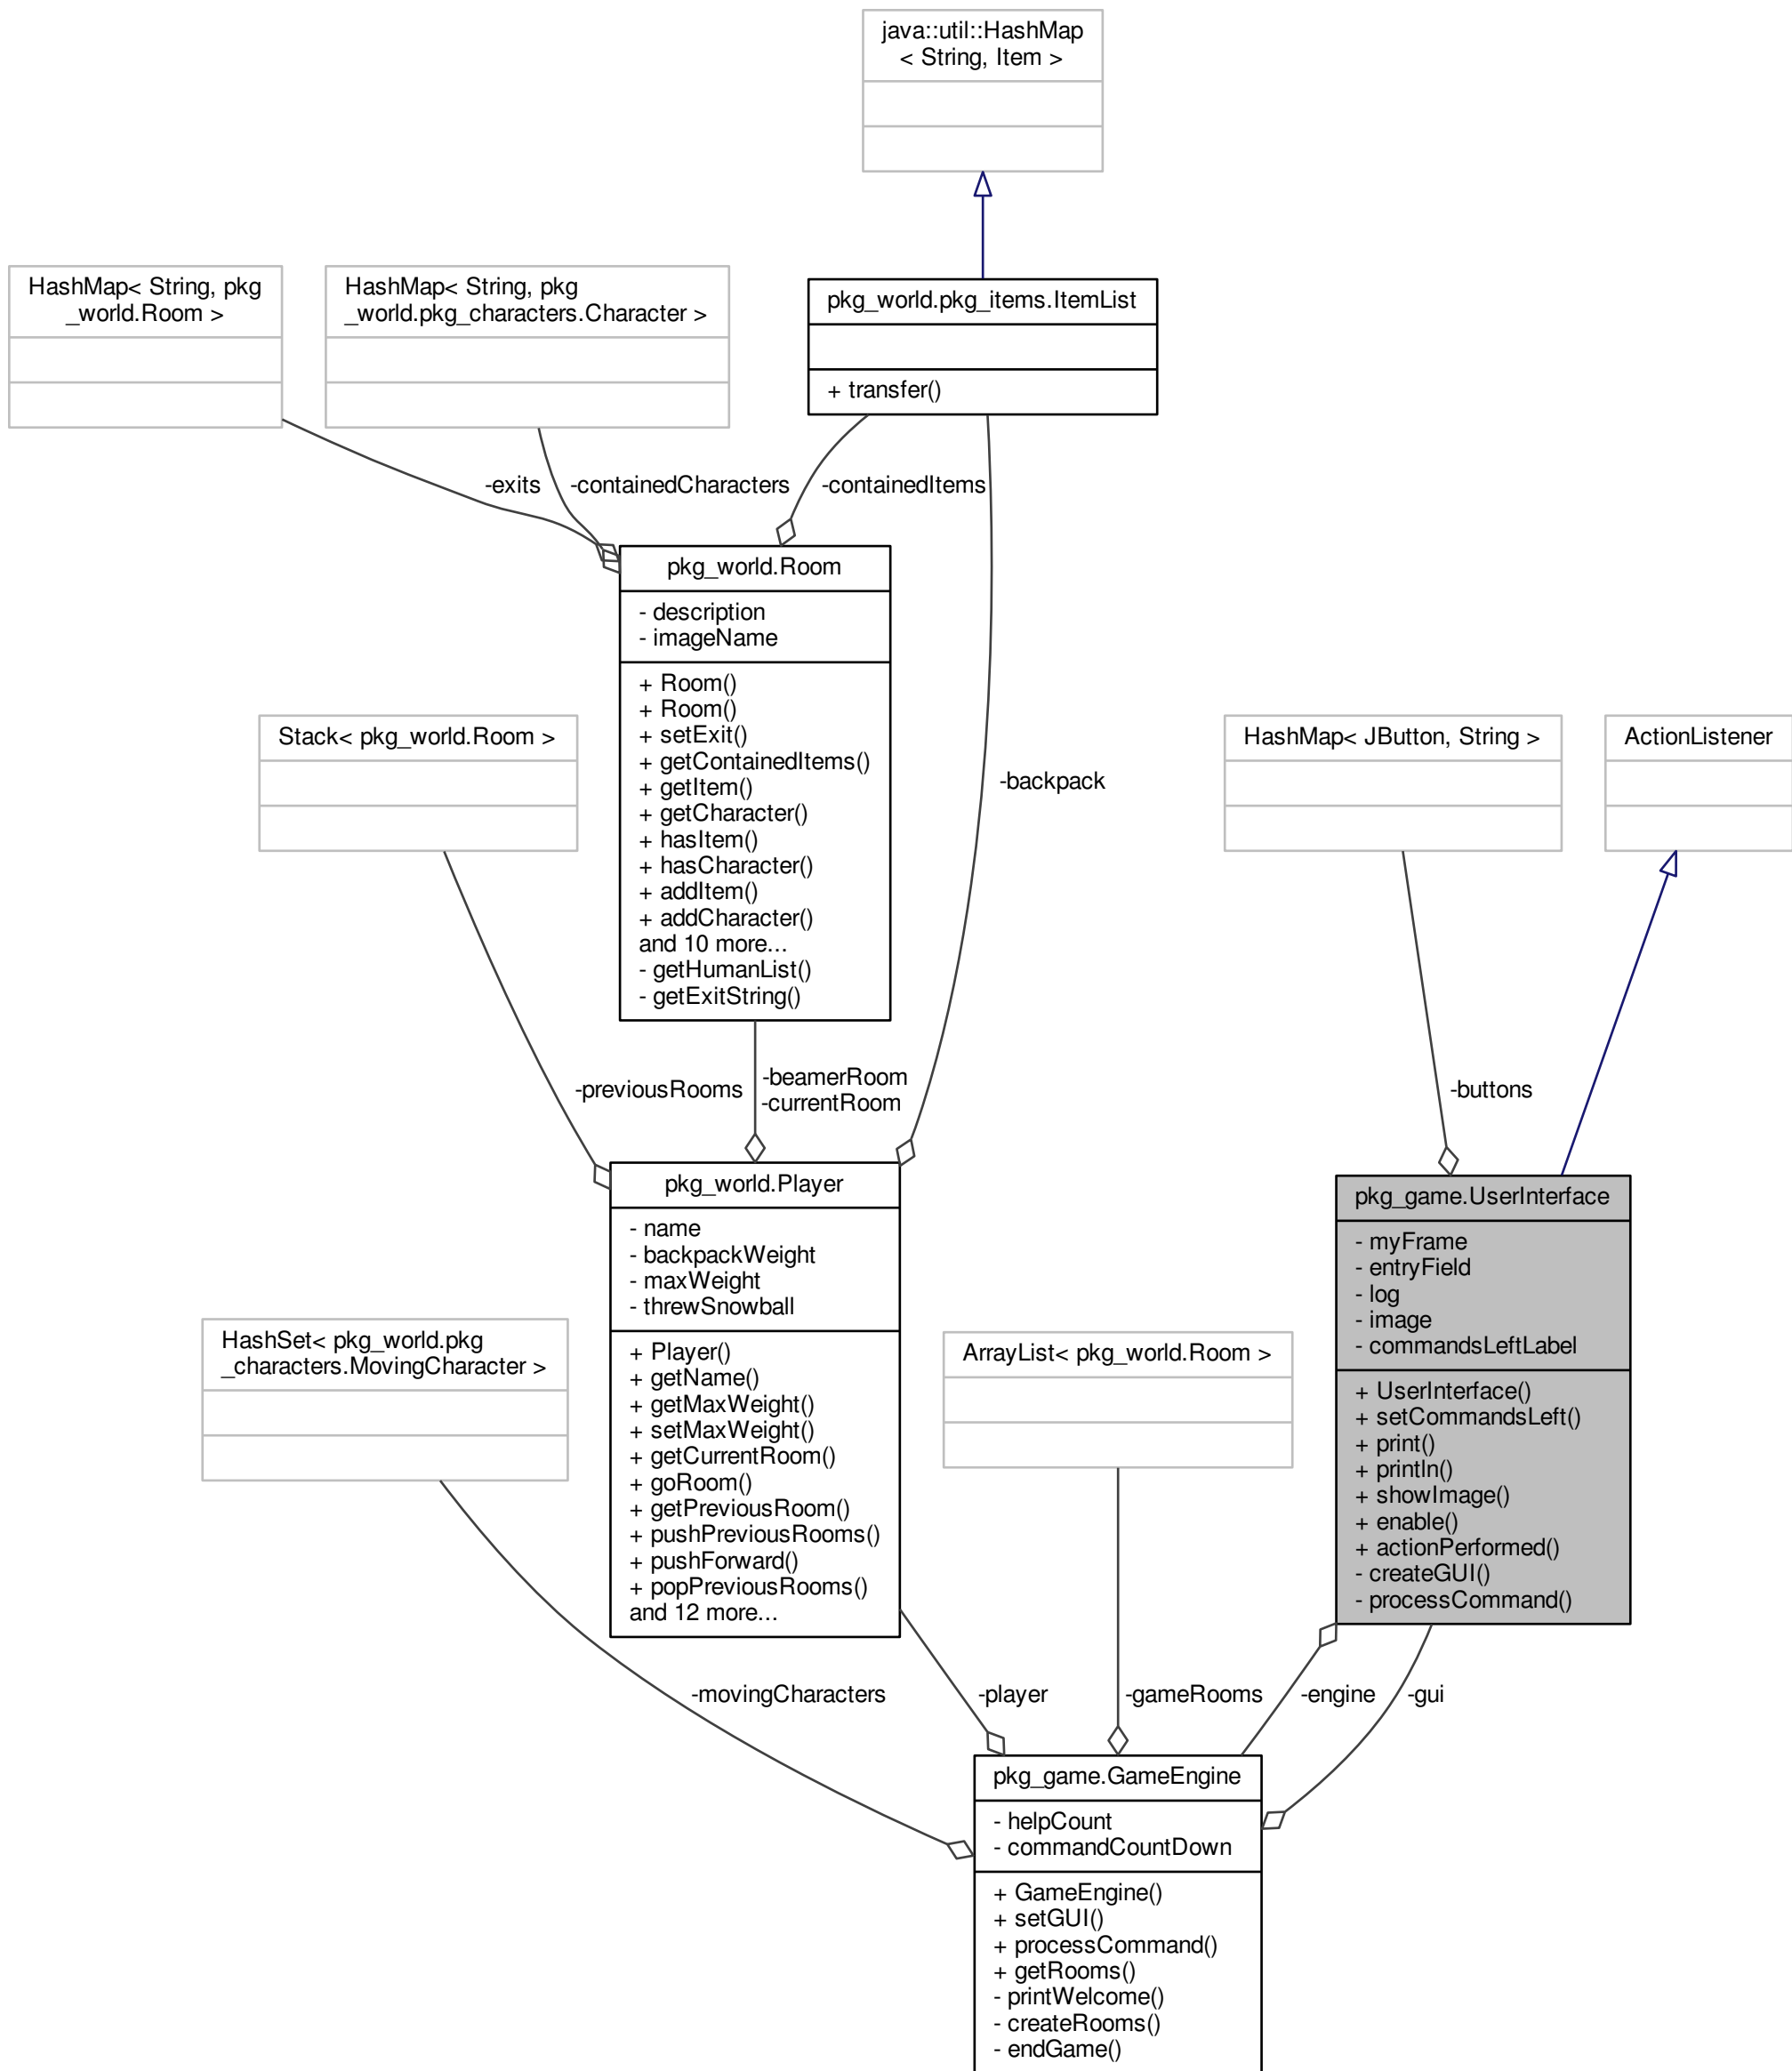 java::util::HashMap
< String, Item >
HashMap< String, pkg
_world.Room >
HashMap< String, pkg
_world.pkg_characters.Character >
pkg_world.pkg_items.ItemList
+ transfer()
-exits
-containedCharacters
-containedItems
pkg_world.Room
- description
- imageName
+ Room()
+ Room()
+ setExit()
+ getContainedItems()
+ getItem()
+ getCharacter()
+ hasItem()
+ hasCharacter()
+ addItem()
+ addCharacter()
and 10 more...
- getHumanList()
- getExitString()
Stack< pkg_world.Room >
-backpack
HashMap< JButton, String >
ActionListener
-previousRooms
-beamerRoom
-currentRoom
-buttons
pkg_world.Player
- name
- backpackWeight
- maxWeight
- threwSnowball
+ Player()
+ getName()
+ getMaxWeight()
+ setMaxWeight()
+ getCurrentRoom()
+ goRoom()
+ getPreviousRoom()
+ pushPreviousRooms()
+ pushForward()
+ popPreviousRooms()
and 12 more...
pkg_game.UserInterface
- myFrame
- entryField
- log
- image
- commandsLeftLabel
+ UserInterface()
+ setCommandsLeft()
+ print()
+ println()
+ showImage()
+ enable()
+ actionPerformed()
- createGUI()
- processCommand()
HashSet< pkg_world.pkg
_characters.MovingCharacter >
ArrayList< pkg_world.Room >
-movingCharacters
-player
-gameRooms
-engine
-gui
pkg_game.GameEngine
- helpCount
- commandCountDown
+ GameEngine()
+ setGUI()
+ processCommand()
+ getRooms()
- printWelcome()
- createRooms()
- endGame()